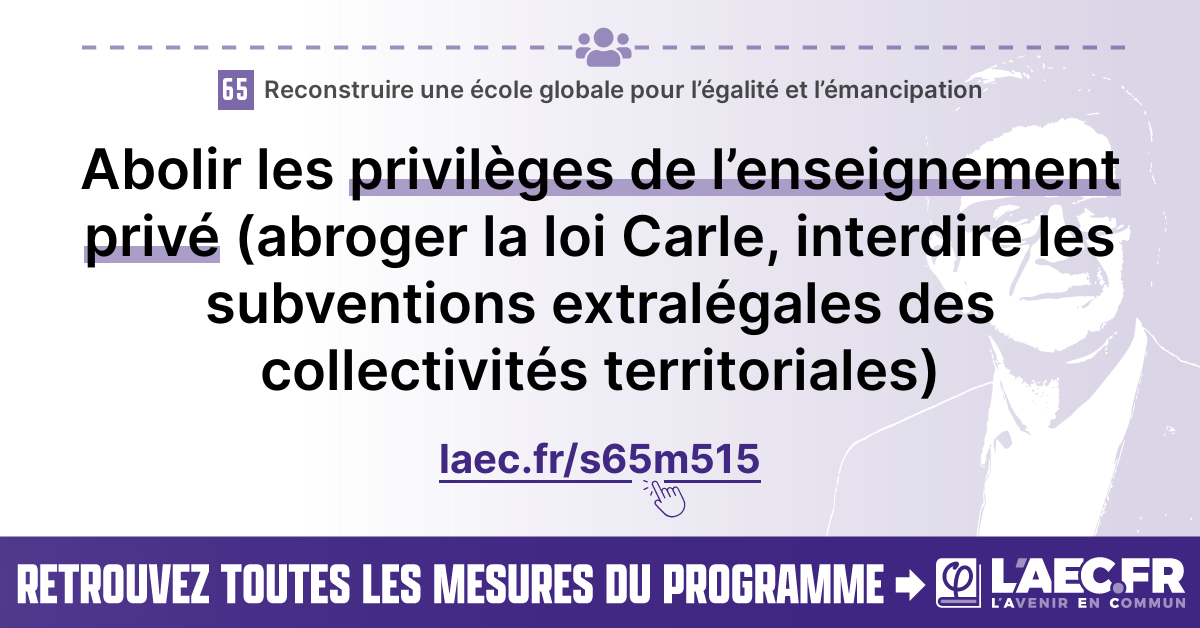 65 Reconstruire une école globale pour l’égalité et l’émancipation
Abolir les privilèges de l’enseignement
privé (abroger la loi Carle, interdire les
subventions extralégales des
collectivités territoriales)
laec.fr/s65m515
RETROUVEZ TOUTES LES MESURES DU PROGRAMME
φ L'AEC.FR
L'AVENIR EN COMMUN